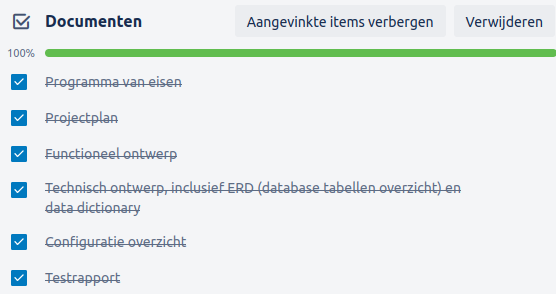 Documenten
Aangevinkte items verbergen
Verwijderen
100%
Programma van eisen
Projectplan
Functioneel ontwerp
Technisch ontwerp, inclusief ERD (database tabellen overzicht) en
data dictionary
Configuratie overzicht
Testrapport